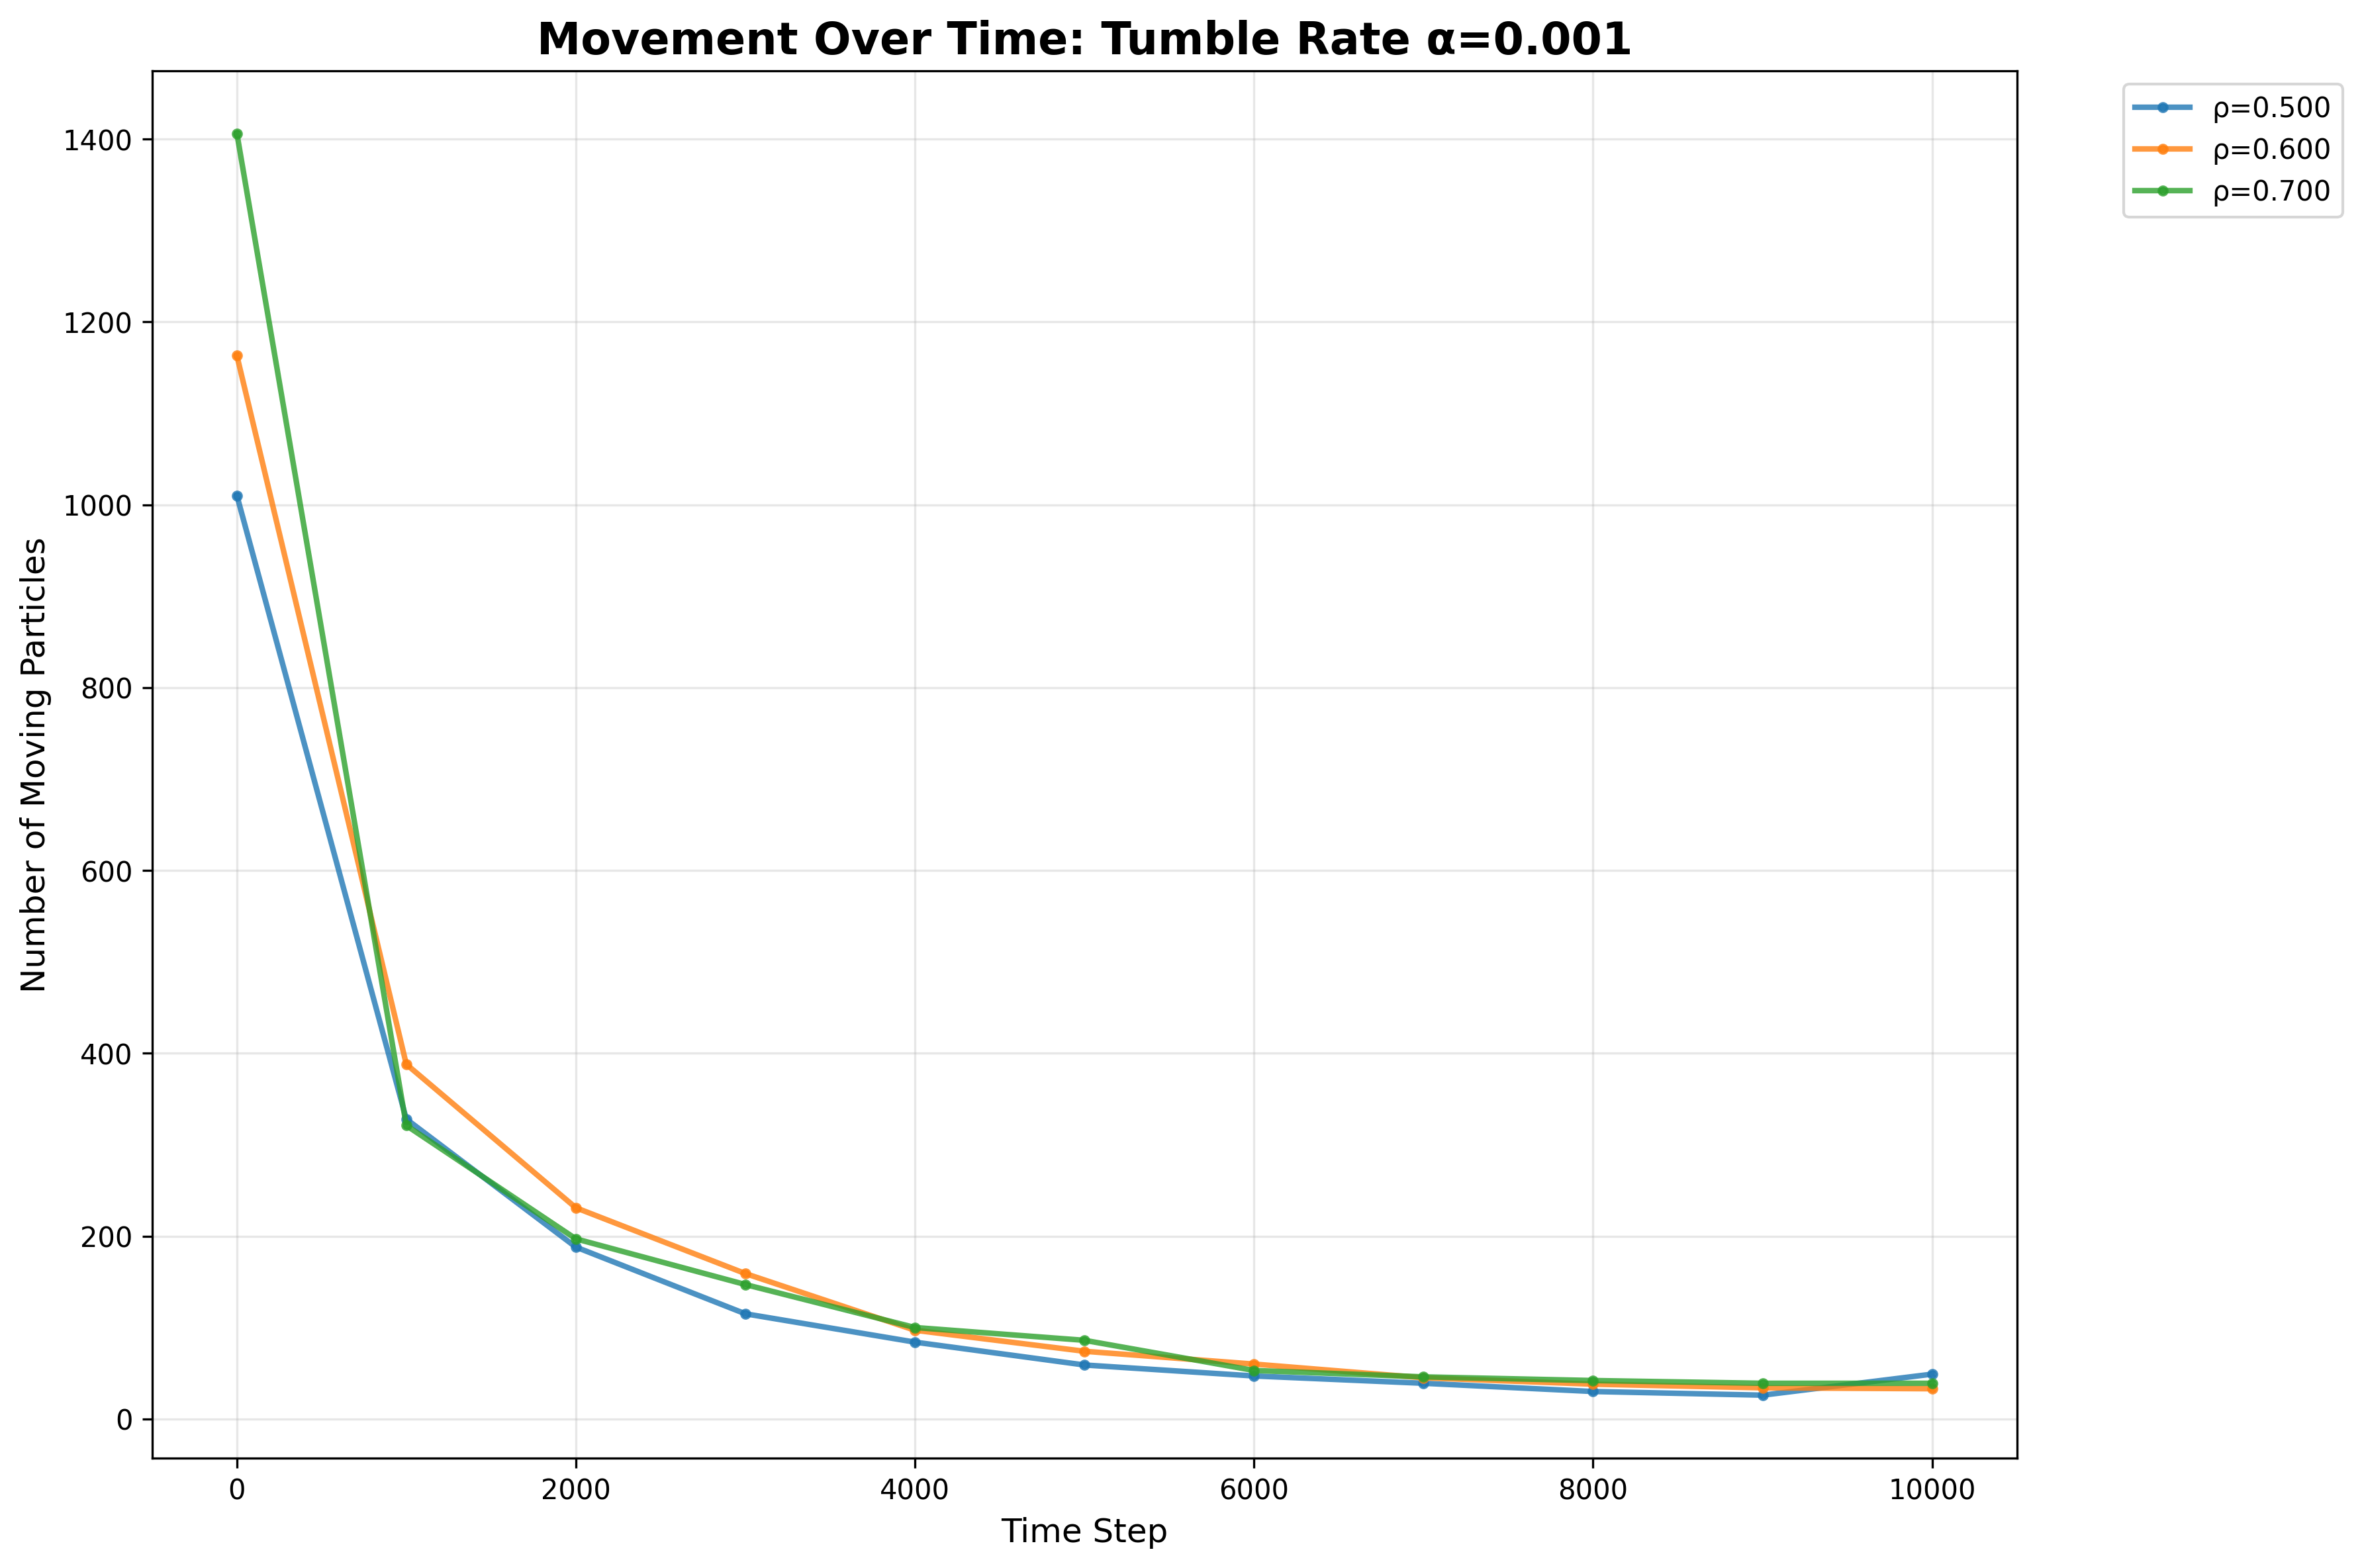 Movement Over Time: Tumble Rate α=0.001
ρ=0.500
ρ=0.600
ρ=0.700
Number of Moving Particles
1400
1200
1000
800
600
400
200
0
0 2000 4000 6000 8000 10000
Time Step